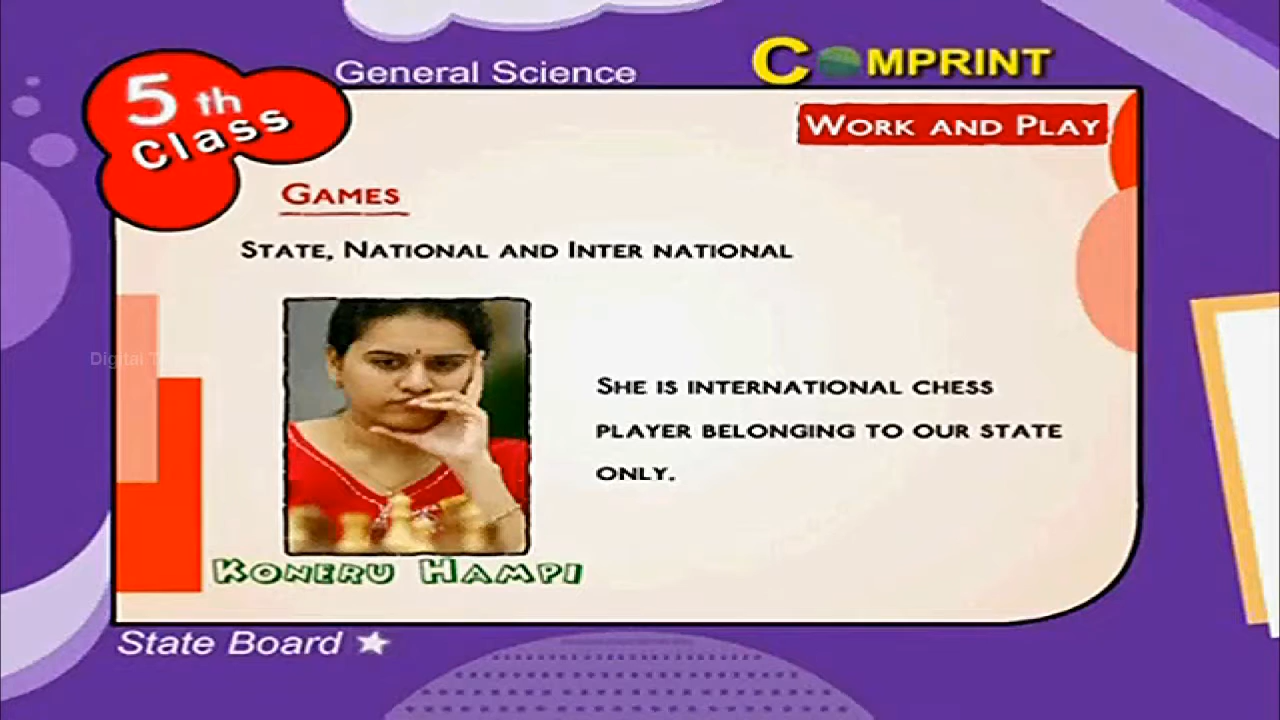 General Science
COMPRINT
5 th
Class
WORK AND PLAY
GAMES
STATE, NATIONAL AND INTER NATIONAL
Digital T
SHE IS INTERNATIONAL CHESS
PLAYER BELONGING TO OUR STATE
ONLY.
KONERU HAMPI
State Board